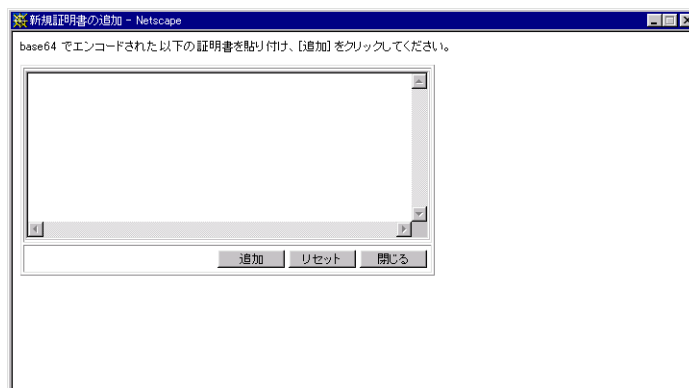 新規証明書の追加 - Netscape
base64 でエンコードされた以下の証明書を貼り付け、[追加]をクリックしてください。
追加 リセット 閉じる